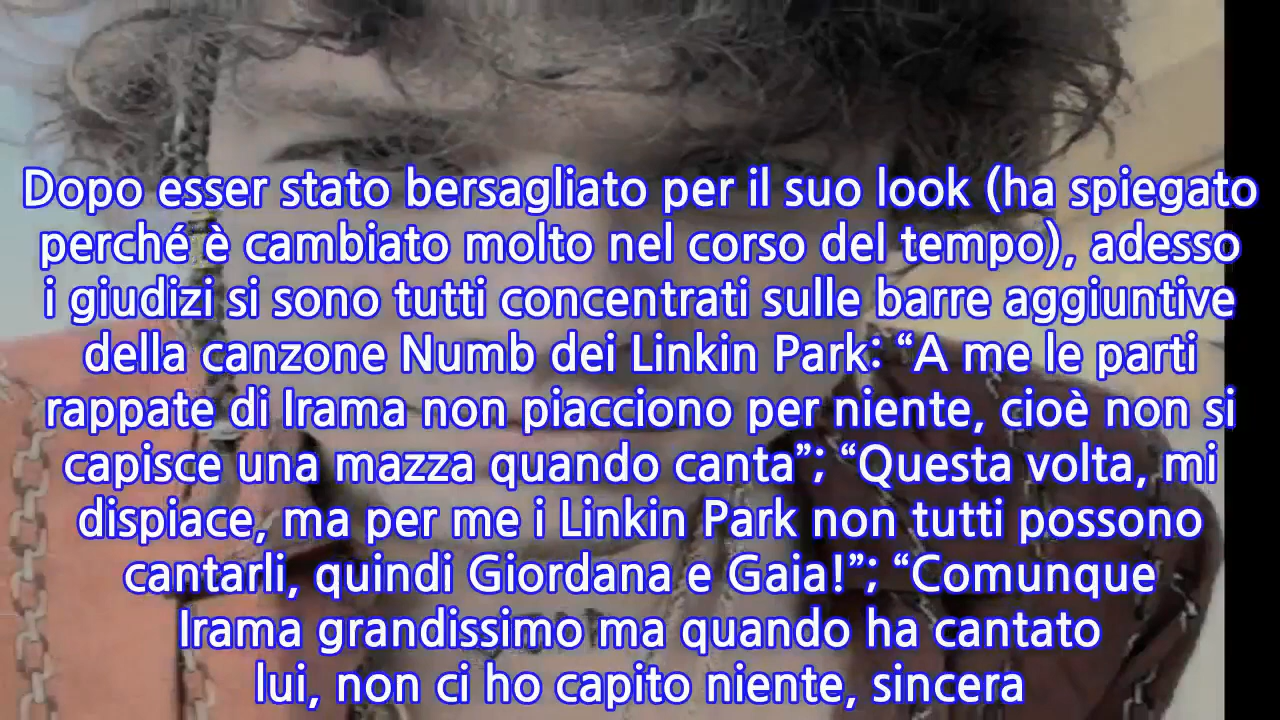 Dopo esser stato bersagliato per il suo look (ha spiegato
perché è cambiato molto nel corso del tempo), adesso
i giudizi si sono tutti concentrati sulle barre aggiuntive
della canzone Numb dei Linkin Park: “A me le parti
rappate di Irama non piacciono per niente, cioè non si
capisce una mazza quando canta”; “Questa volta, mi
dispiace, ma per me i Linkin Park non tutti possono
cantarli, quindi Giordana e Gaia!”; “Comunque
Irama grandissimo ma quando ha cantato
lui, non ci ho capito niente, sincera